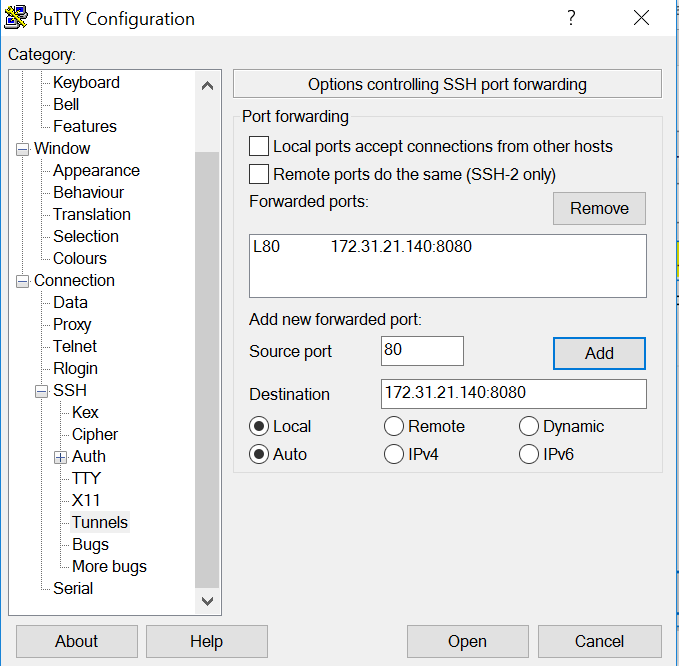 PuTTY Configuration
?
Category:
Keyboard
Bell
Features
Window
Appearance
Behaviour
Translation
Selection
Colours
Connection
Data
Proxy
Telnet
Rlogin
SSH
Kex
Cipher
Auth
TTY
X11
Tunnels
Bugs
More bugs
Serial
Options controlling SSH port forwarding
Port forwarding
Local ports accept connections from other hosts
Remote ports do the same (SSH-2 only)
Forwarded ports:
Remove
L80 172.31.21.140:8080
Add new forwarded port:
Source port 80 Add
Destination 172.31.21.140:8080
Local Remote Dynamic
Auto IPv4 IPv6
About Help Open Cancel